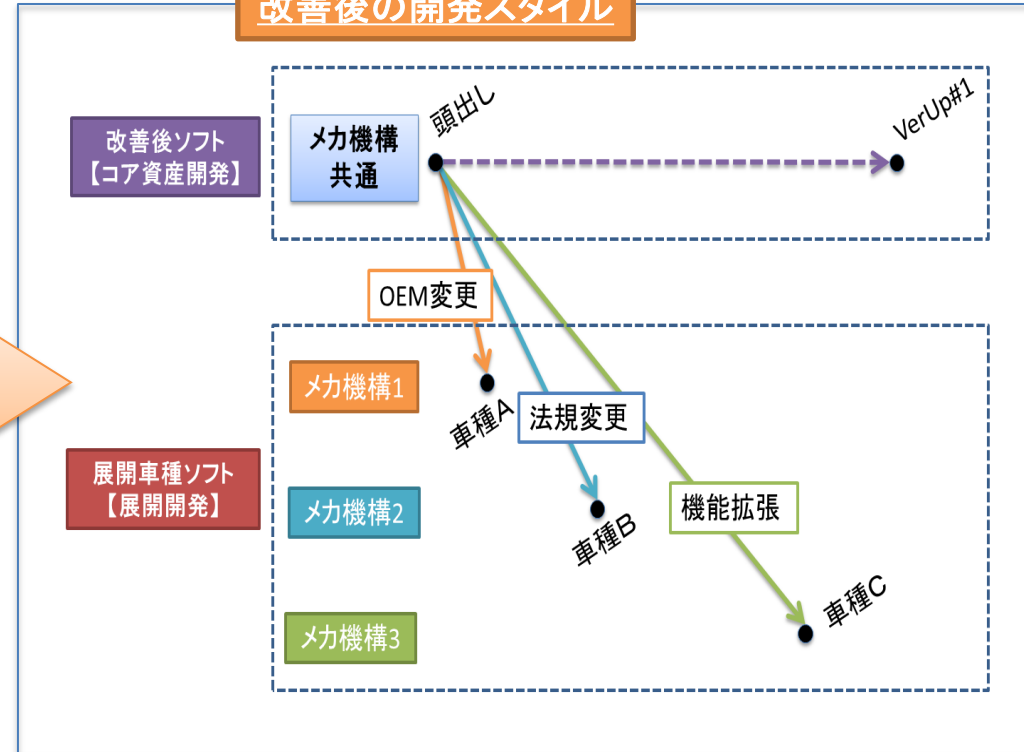 改善後の開発スタイル
改善後ソフト
【コア資産開発】
メカ機構
共通
頭出し
VerUp#1
OEM変更
メカ機構1
車種A
法規変更
展開車種ソフト
【展開開発】
メカ機構2
車種B
機能拡張
メカ機構3
車種C